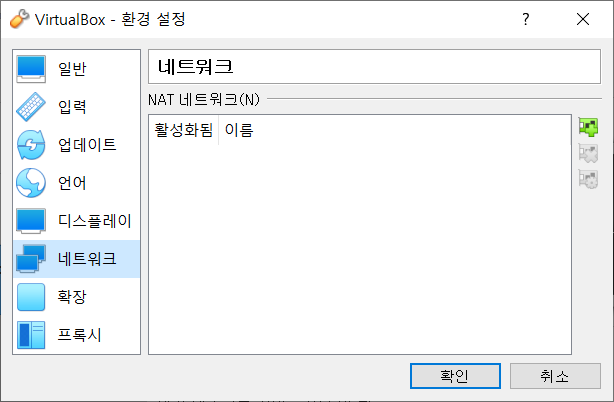 VirtualBox - 환경 설정
?
일반
입력
업데이트
언어
디스플레이
네트워크
확장
프록시
네트워크
NAT 네트워크(N)
활성화됨 이름
확인 취소